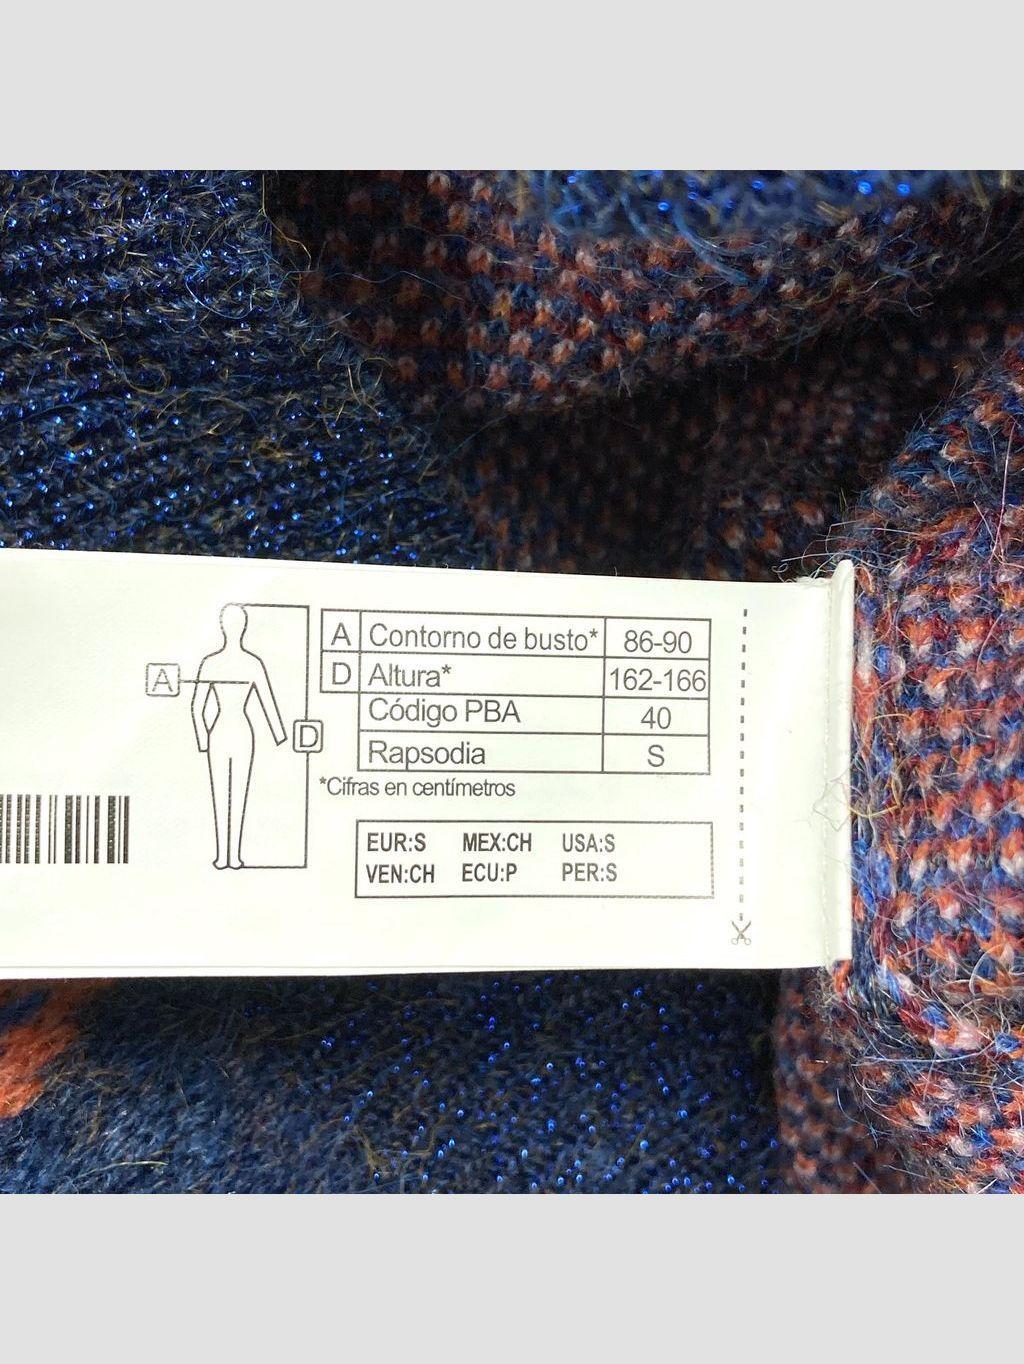 A Contorno de busto* 86-90
D Altura* 162-166
Código PBA 40
Rapsodia S
*Cifras en centímetros
A
D
EUR:S MEX:CH USA:S
VEN:CH ECU:P PER:S